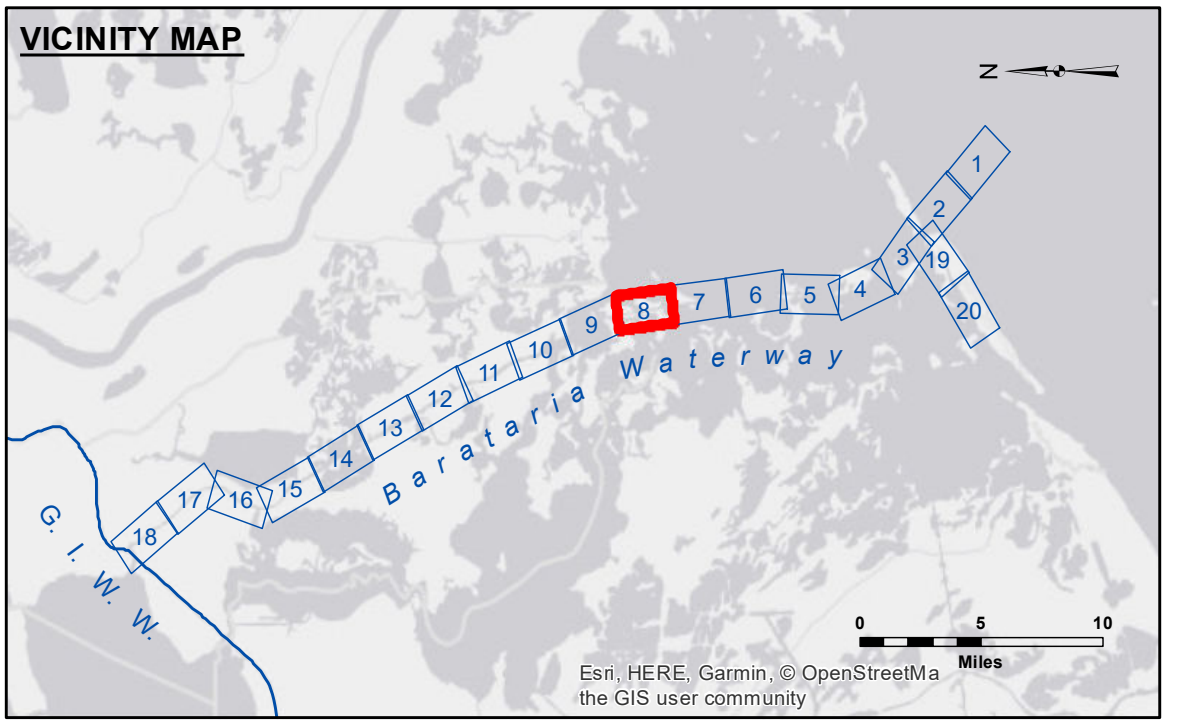 VICINITY MAP
N
1
2
3
19
4
5
6
7
8
9
20
10
11
12
13
14
15
16
17
18
Barataria Waterway
G. I. W. W.
0 5 10
Miles
Esri, HERE, Garmin, © OpenStreetMa
the GIS user community